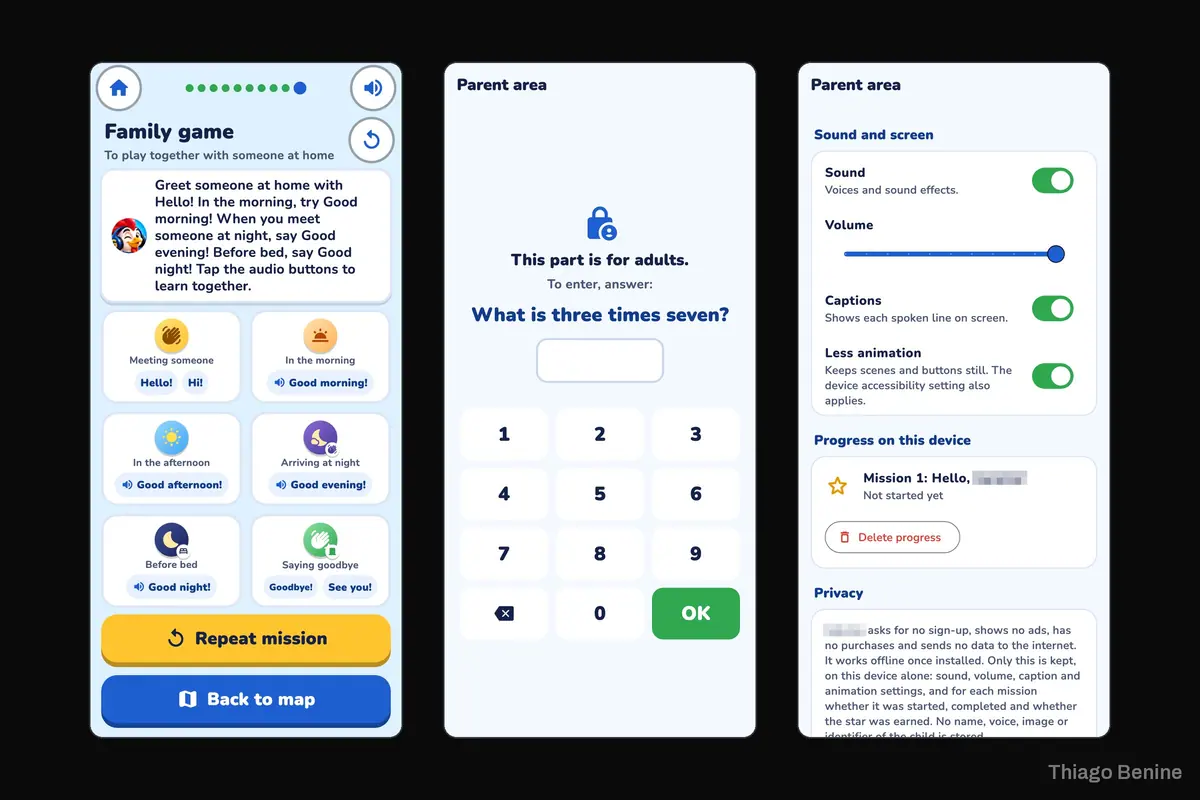 Family game
To play together with someone at home
Greet someone at home with
Hello! In the morning, try Good
morning! When you meet
someone at night, say Good
evening! Before bed, say Good
night! Tap the audio buttons to
learn together.
Meeting someone
Hello! Hi!
In the morning
Good morning!
In the afternoon
Good afternoon!
Arriving at night
Good evening!
Before bed
Good night!
Saying goodbye
Goodbye! See you!
Repeat mission
Back to map
Parent area
This part is for adults.
To enter, answer:
What is three times seven?
1 2 3
4 5 6
7 8 9
0 OK
Parent area
Sound and screen
Sound
Voices and sound effects.
Volume
Captions
Shows each spoken line on screen.
Less animation
Keeps scenes and buttons still. The
device accessibility setting also
applies.
Progress on this device
Mission 1: Hello,
Not started yet
Delete progress
Privacy
asks for no sign-up, shows no ads, has
no purchases and sends no data to the internet.
It works offline once installed. Only this is kept,
on this device alone: sound, volume, caption and
animation settings, and for each mission
whether it was started, completed and whether
the star was earned. No name, voice, image or
identifier of the child is stored
Thiago Benine